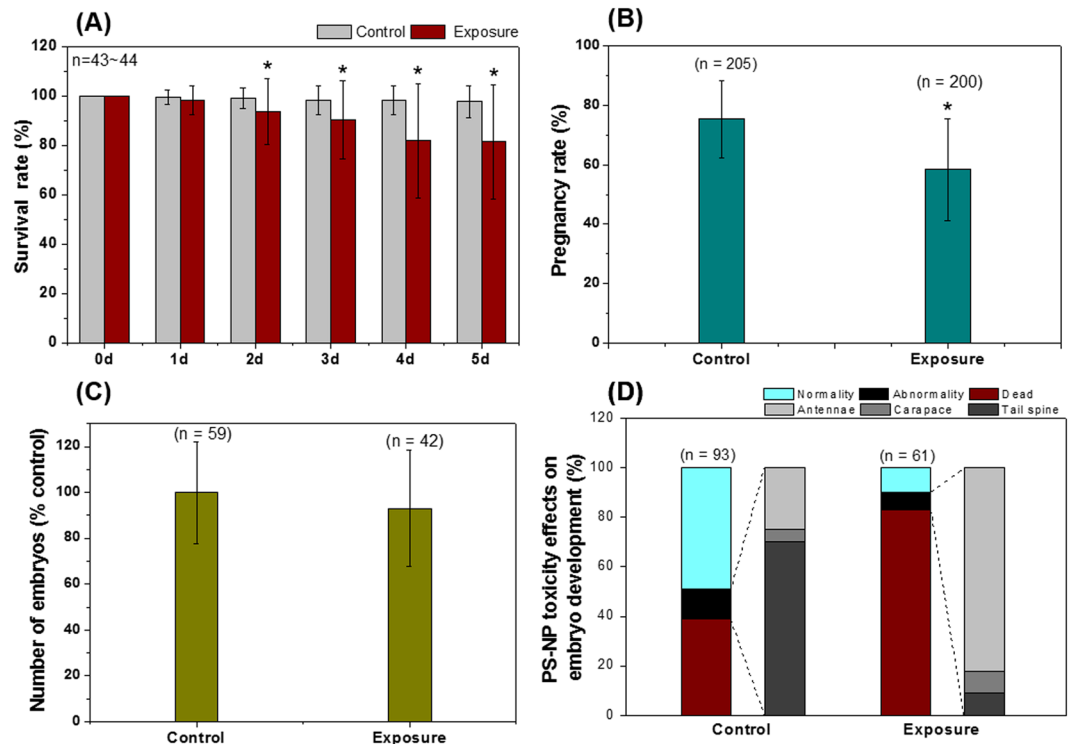 (A)
Control Exposure
n=43~44
* * * *
120
100
80
60
40
20
0
Survival rate (%)
0d 1d 2d 3d 4d 5d
(B)
(n = 205)
(n = 200)
*
100
80
60
40
20
0
Pregnancy rate (%)
Control Exposure
(C)
(n = 59) (n = 42)
120
100
80
60
40
20
0
Number of embryos (% control)
Control Exposure
(D)
Normality Abnormality Dead
Antennae Carapace Tail spine
(n = 93) (n = 61)
120
100
80
60
40
20
0
PS-NP toxicity effects on
embryo development (%)
Control Exposure